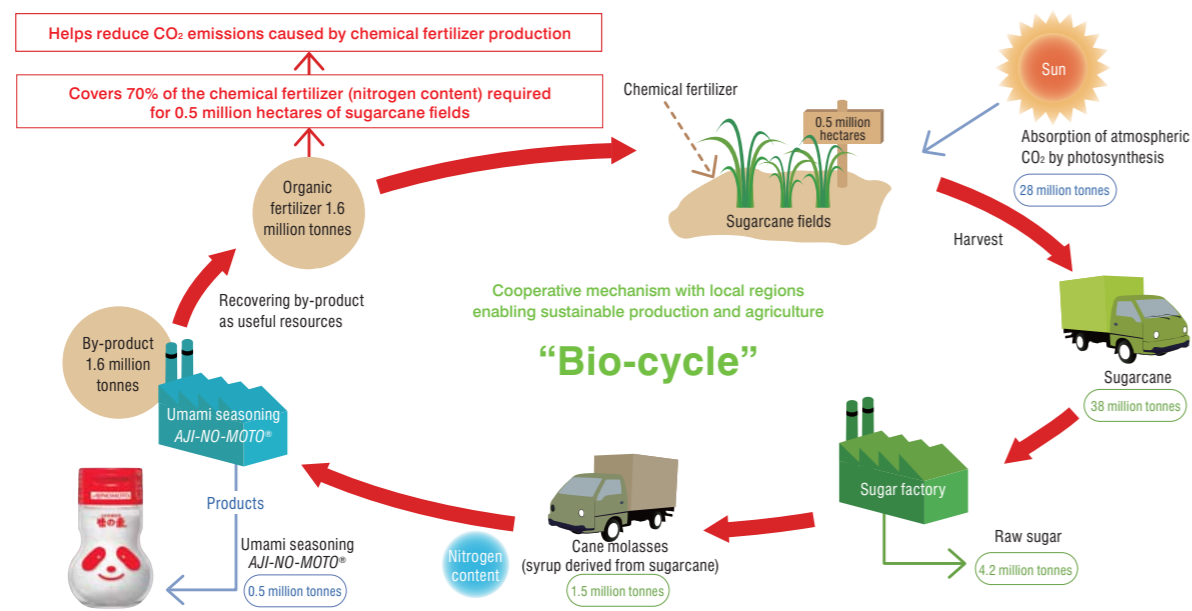 Helps reduce CO₂ emissions caused by chemical fertilizer production
Covers 70% of the chemical fertilizer (nitrogen content) required
for 0.5 million hectares of sugarcane fields
Chemical fertilizer
0.5 million
hectares
Sugarcane fields
Sun
Absorption of atmospheric
CO₂ by photosynthesis
28 million tonnes
Harvest
Sugarcane
38 million tonnes
Sugar factory
Raw sugar
4.2 million tonnes
Cane molasses
(syrup derived from sugarcane)
1.5 million tonnes
Nitrogen
content
Umami seasoning
AJI-NO-MOTO®
Products
Umami seasoning
AJI-NO-MOTO®
0.5 million tonnes
味の素
By-product
1.6 million
tonnes
Recovering by-product
as useful resources
Organic
fertilizer 1.6
million tonnes
Cooperative mechanism with local regions
enabling sustainable production and agriculture
“Bio-cycle”